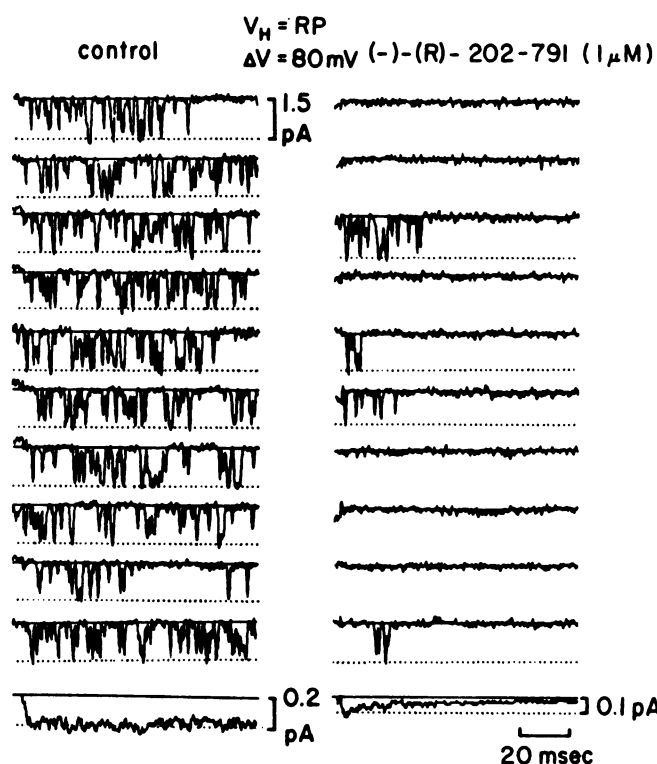 control
V_H = RP
ΔV = 80mV
(-)-(R)-202-791 (1μM)
1.5
pA
0.2
pA
0.1 pA
20 msec